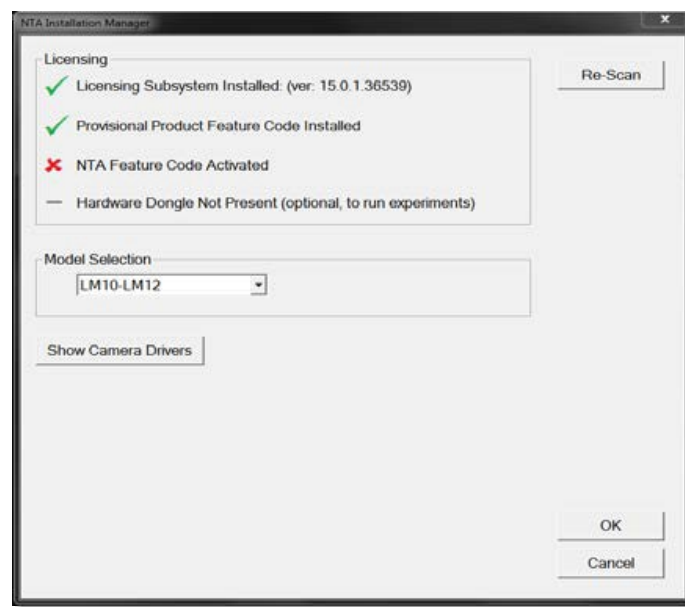 NTA Installation Manager
Licensing
Licensing Subsystem Installed: (ver: 15.0.1.36539)
Re-Scan
Provisional Product Feature Code Installed
NTA Feature Code Activated
Hardware Dongle Not Present (optional, to run experiments)
Model Selection
LM10-LM12
Show Camera Drivers
OK
Cancel